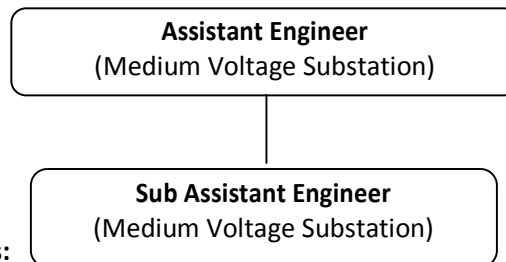 Assistant Engineer
(Medium Voltage Substation)
Sub Assistant Engineer
(Medium Voltage Substation)